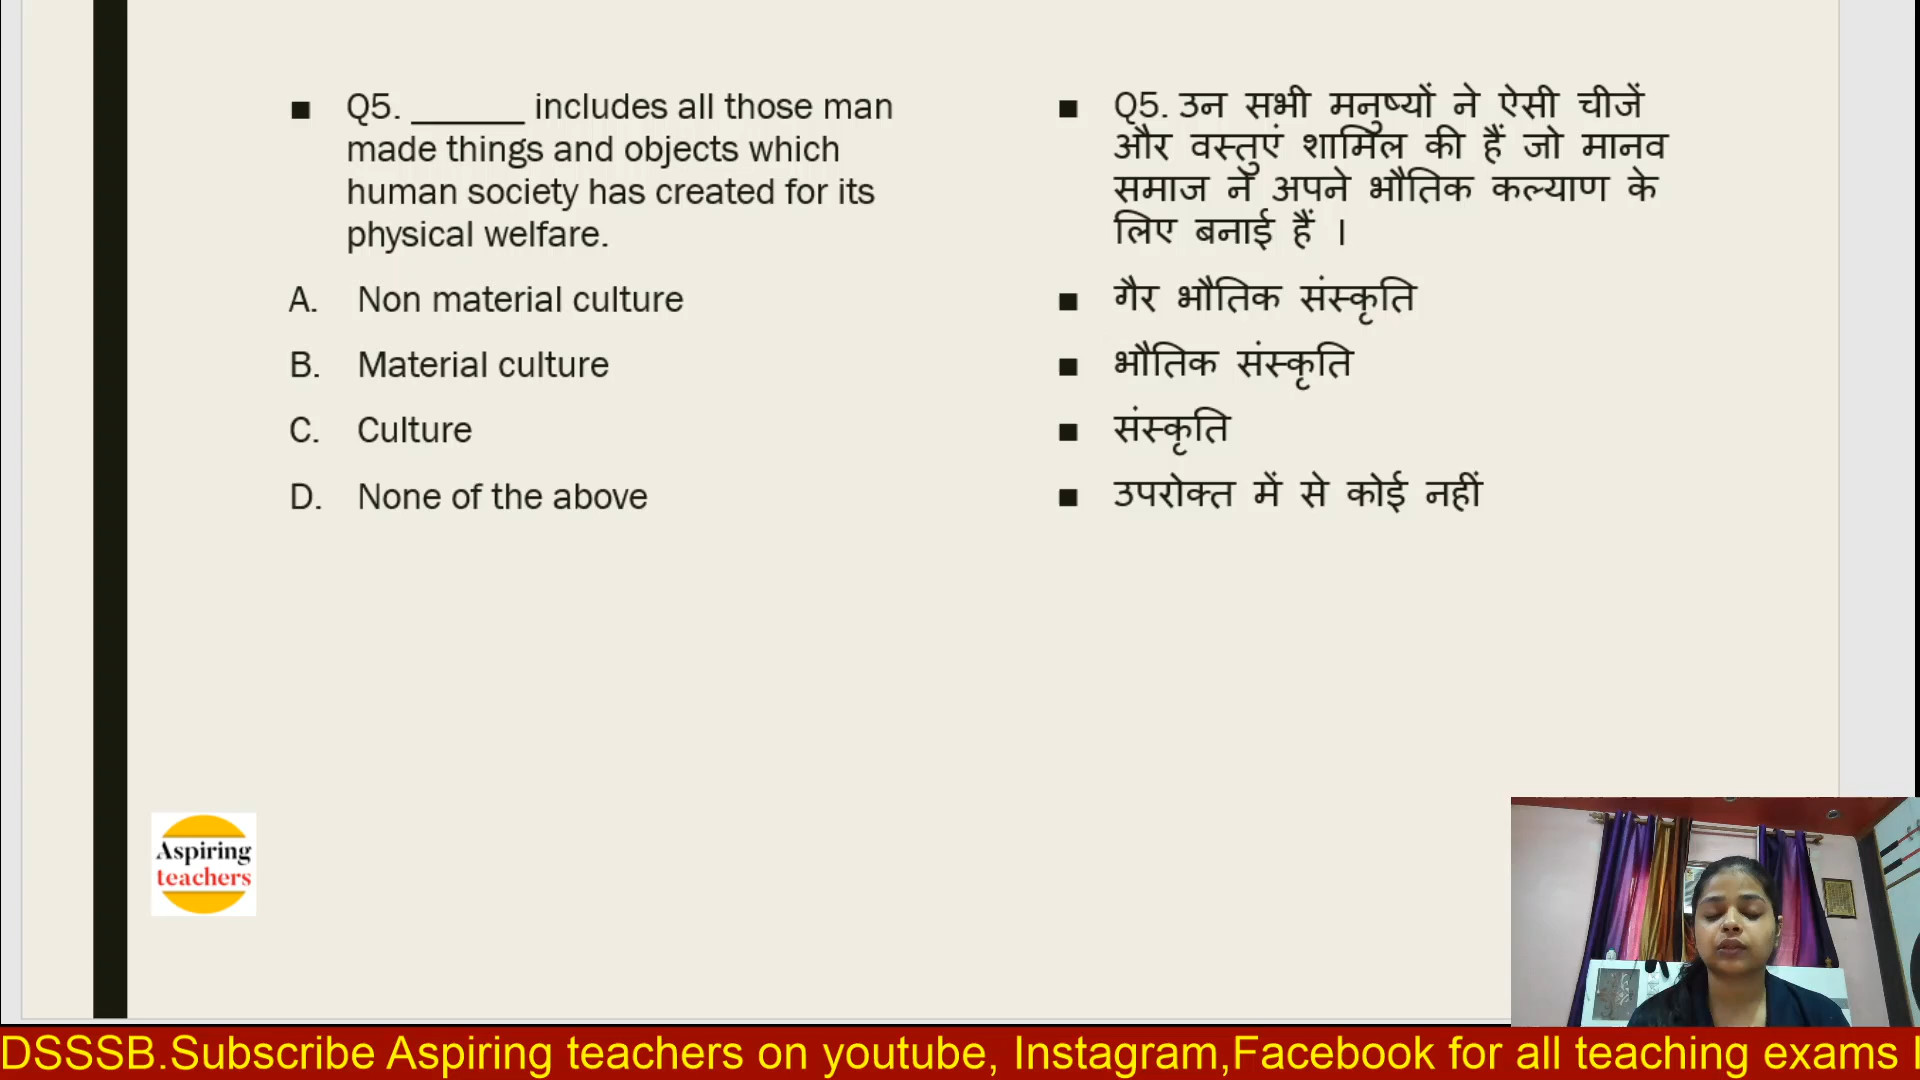 Q5. ______ includes all those man
made things and objects which
human society has created for its
physical welfare.
A. Non material culture
B. Material culture
C. Culture
D. None of the above
Q5. उन सभी मनुष्यों ने ऐसी चीजें
और वस्तुएं शामिल की हैं जो मानव
समाज ने अपने भौतिक कल्याण के
लिए बनाई हैं ।
गैर भौतिक संस्कृति
भौतिक संस्कृति
संस्कृति
उपरोक्त में से कोई नहीं
Aspiring
teachers
DSSSB.Subscribe Aspiring teachers on youtube, Instagram,Facebook for all teaching exams